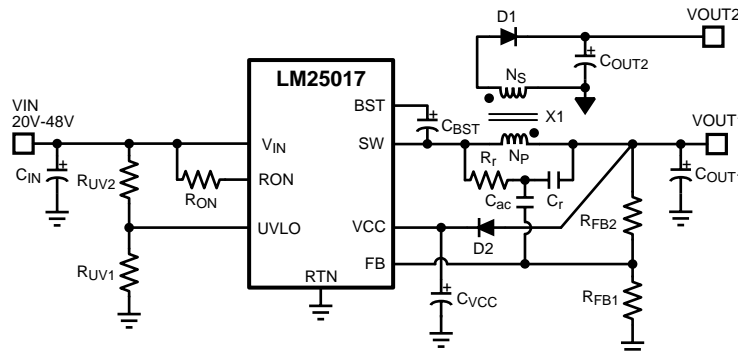 D1
VOUT2
COUT2
NS
LM25017
BST
CBST
X1
VIN
20V-48V
VIN
SW
NP
VOUT1
CIN
RUV2
RON
RON
Rr
Cr
Cac
COUT1
UVLO
VCC
D2
RFB2
FB
RUV1
RTN
CVCC
RFB1